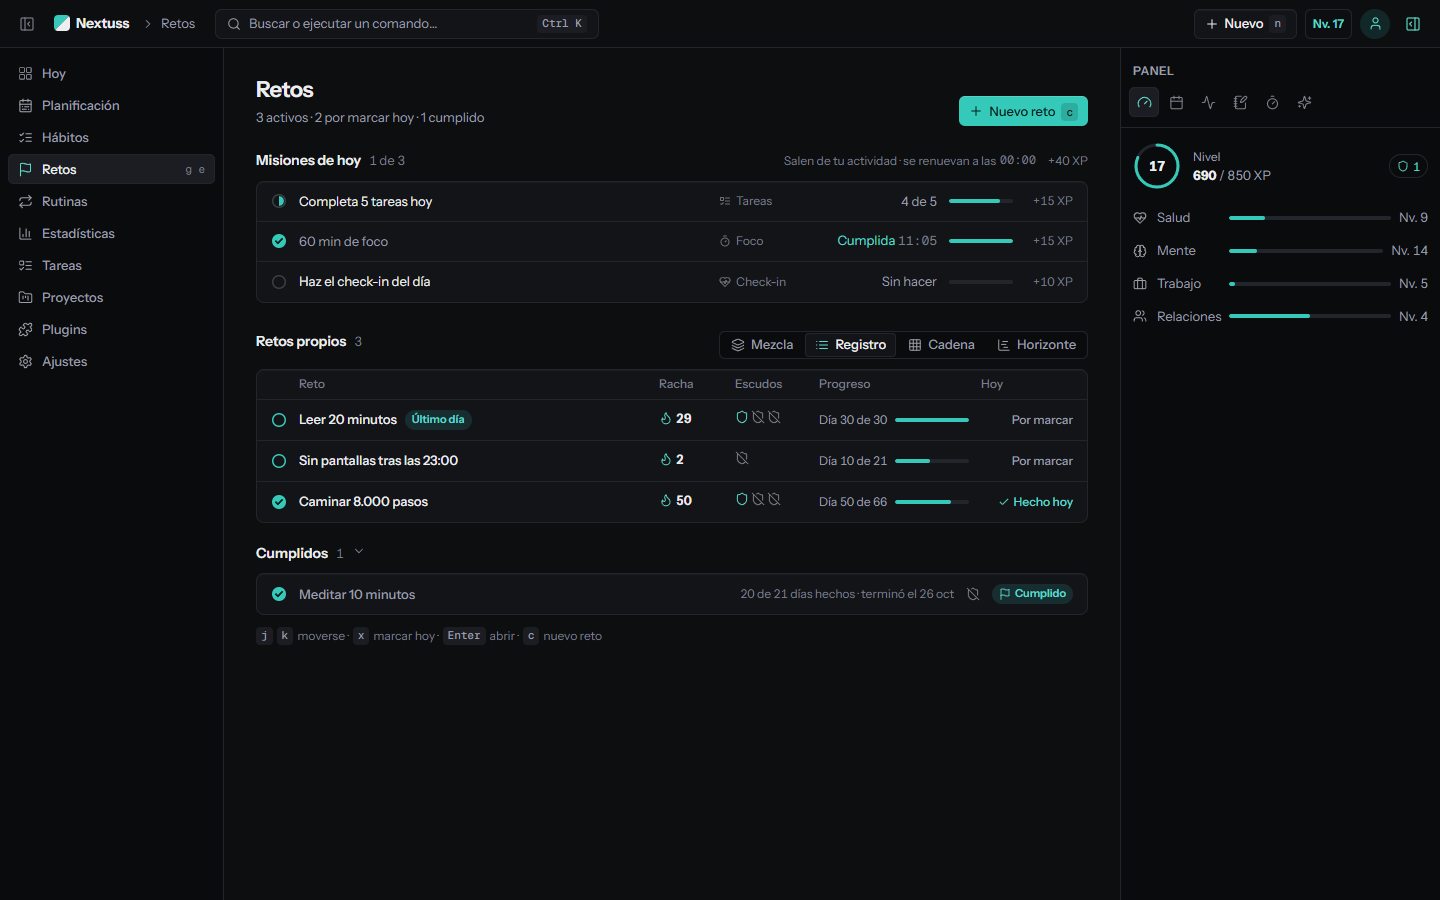 Nextuss > Retos
Buscar o ejecutar un comando... Ctrl K
+ Nuevo n
Nv. 17
Hoy
Planificación
Hábitos
Retos g e
Rutinas
Estadísticas
Tareas
Proyectos
Plugins
Ajustes
Retos
3 activos · 2 por marcar hoy · 1 cumplido
+ Nuevo reto c
Misiones de hoy 1 de 3
Salen de tu actividad · se renuevan a las 00:00 +40 XP
Completa 5 tareas hoy Tareas 4 de 5 +15 XP
60 min de foco Foco Cumplida 11:05 +15 XP
Haz el check-in del día Check-in Sin hacer +10 XP
Retos propios 3
Mezcla Registro Cadena Horizonte
Reto Racha Escudos Progreso Hoy
Leer 20 minutos Último día 29 Día 30 de 30 Por marcar
Sin pantallas tras las 23:00 2 Día 10 de 21 Por marcar
Caminar 8.000 pasos 50 Día 50 de 66 Hecho hoy
Cumplidos 1
Meditar 10 minutos 20 de 21 días hechos · terminó el 26 oct Cumplido
j k moverse · x marcar hoy · Enter abrir · c nuevo reto
PANEL
17
Nivel
690 / 850 XP
1
Salud Nv. 9
Mente Nv. 14
Trabajo Nv. 5
Relaciones Nv. 4